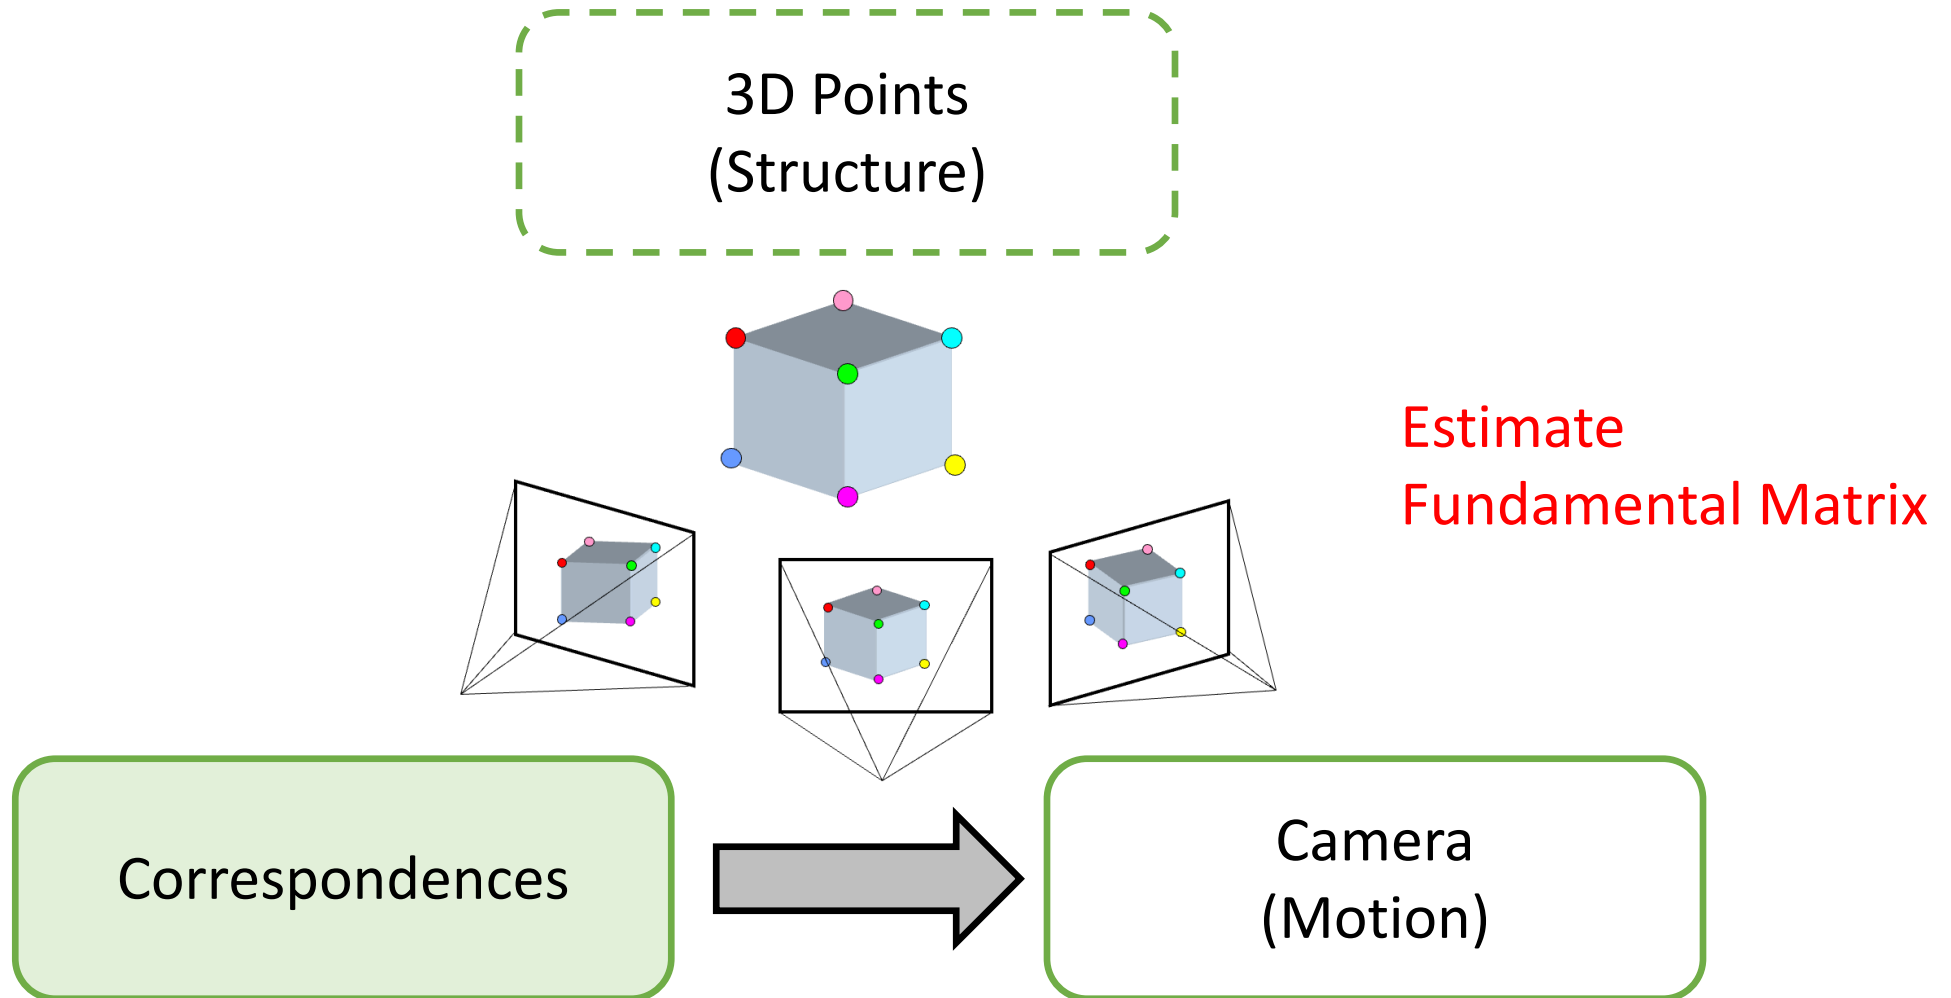 3D Points
(Structure)
Estimate
Fundamental Matrix
Correspondences
Camera
(Motion)